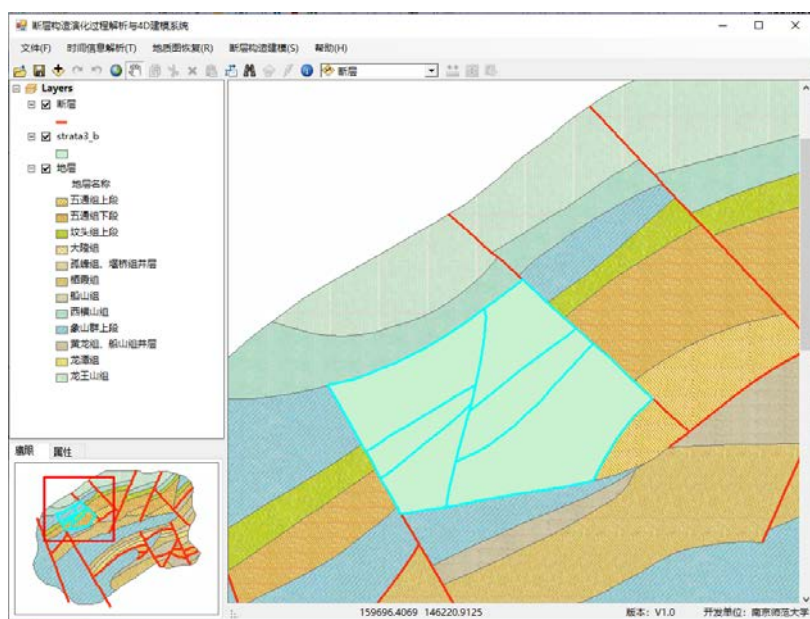 断层构造演化过程解析与4D建模系统
文件(F) 时间信息解析(T) 地质图恢复(R) 断层构造建模(S) 帮助(H)
断层
Layers
断层
strata3_b
地层
地层名称
五通组上段
五通组下段
坟头组上段
大隆组
孤峰组、堰桥组并层
栖霞组
船山组
西横山组
象山群上段
黄龙组、船山组并层
龙潭组
龙王山组
鹰眼 属性
159696.4069 146220.9125 版本：V1.0 开发单位：南京师范大学